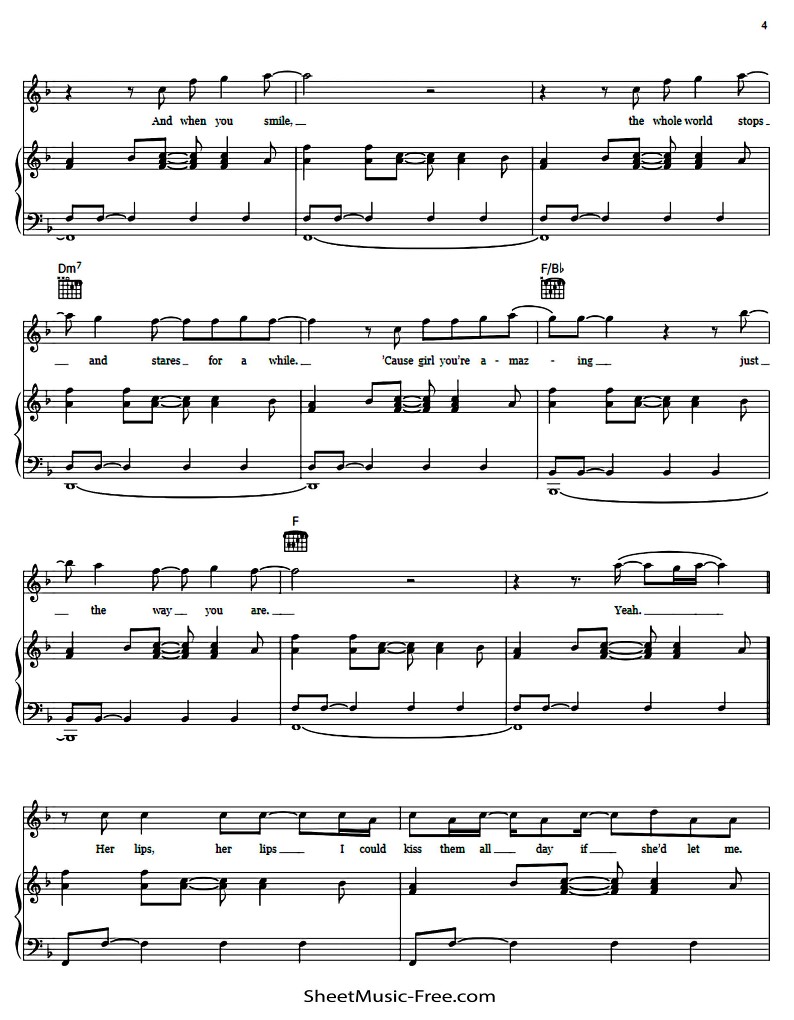 4
And when you smile, the whole world stops
Dm7 F/B♭
and stares for a while. 'Cause girl you're a - maz - ing just
F
the way you are. Yeah.
Her lips, her lips I could kiss them all day if she'd let me.
SheetMusic-Free.com